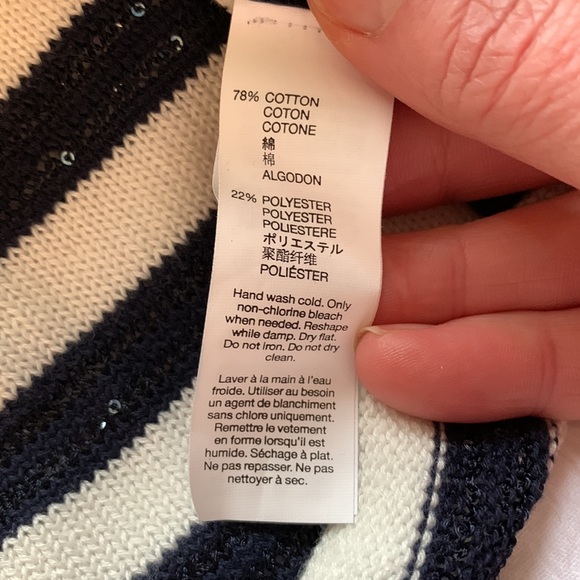 78% COTTON
COTON
COTONE
綿
棉
ALGODON
22% POLYESTER
POLYESTER
POLIESTERE
ポリエステル
聚酯纤维
POLIÉSTER
Hand wash cold. Only
non-chlorine bleach
when needed. Reshape
while damp. Dry flat.
Do not iron. Do not dry
clean.
Laver à la main à l'eau
froide. Utiliser au besoin
un agent de blanchiment
sans chlore uniquement.
Remettre le vetement
en forme lorsqu'il est
humide. Séchage à plat.
Ne pas repasser. Ne pas
nettoyer à sec.